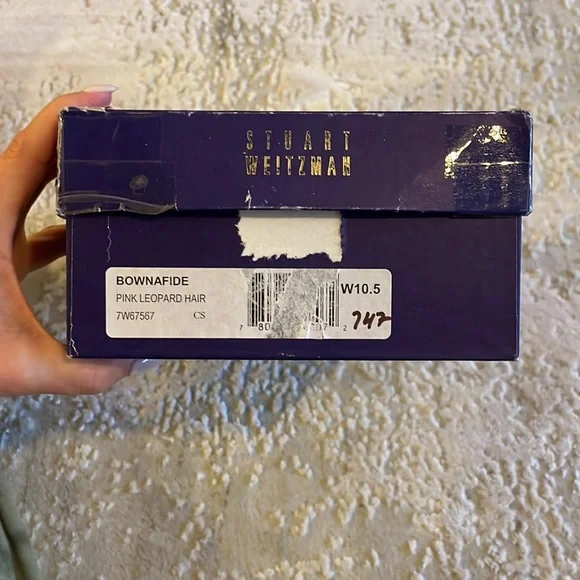 STUART
WEITZMAN
BOWNAFIDE
PINK LEOPARD HAIR
7W67567 CS
W10.5
747